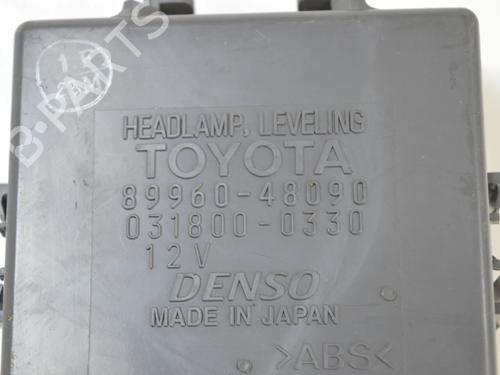 B-PARTS
HEADLAMP, LEVELING
TOYOTA
89960-48090
031800-0330
12V
DENSO
MADE IN JAPAN
>ABS<